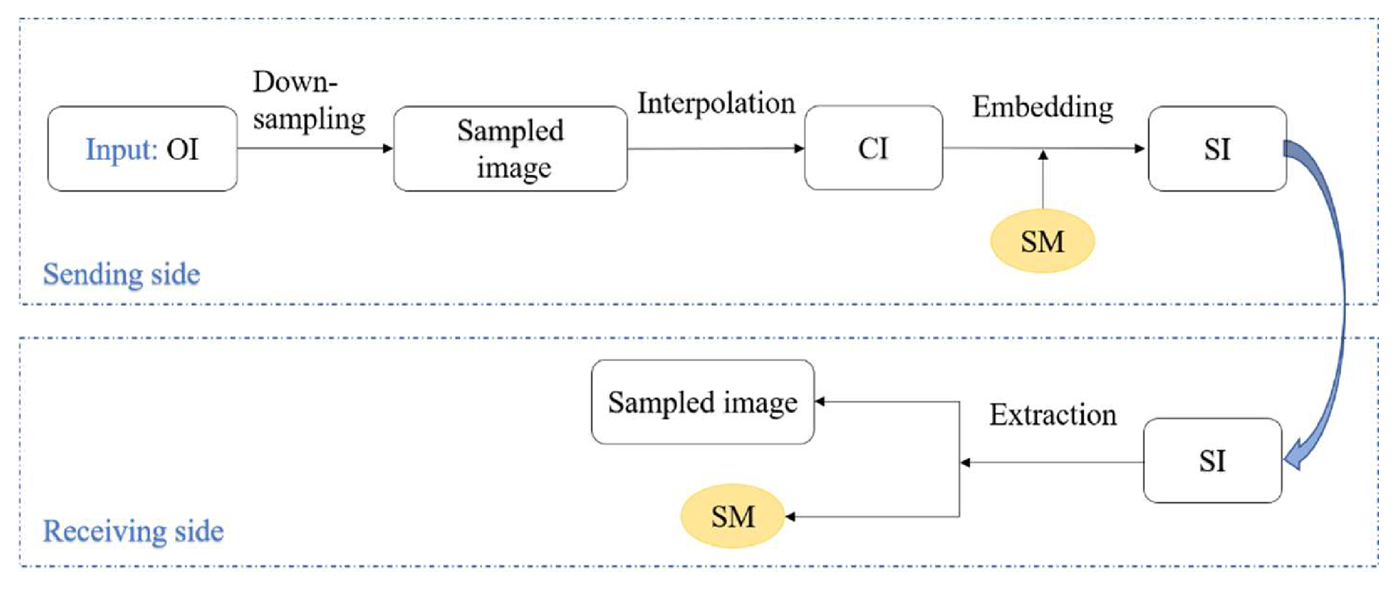 Down-
sampling
Interpolation
Embedding
Input: OI
Sampled
image
CI
SI
SM
Sending side
Sampled image
Extraction
SI
SM
Receiving side